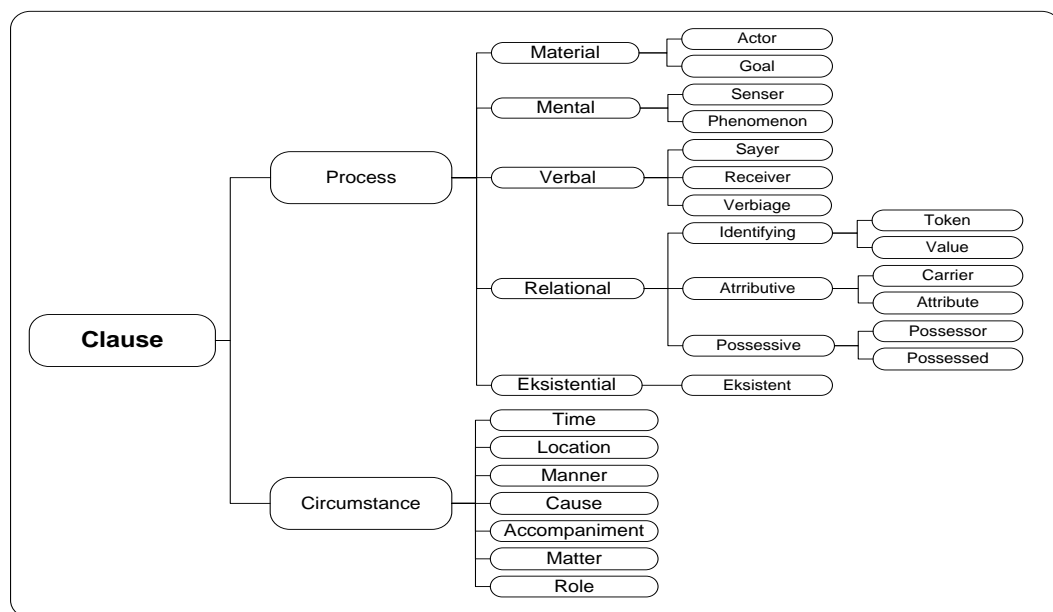 Clause
Process
Material
Actor
Goal
Mental
Senser
Phenomenon
Verbal
Sayer
Receiver
Verbiage
Relational
Identifying
Token
Value
Atrributive
Carrier
Attribute
Possessive
Possessor
Possessed
Eksistential
Eksistent
Circumstance
Time
Location
Manner
Cause
Accompaniment
Matter
Role